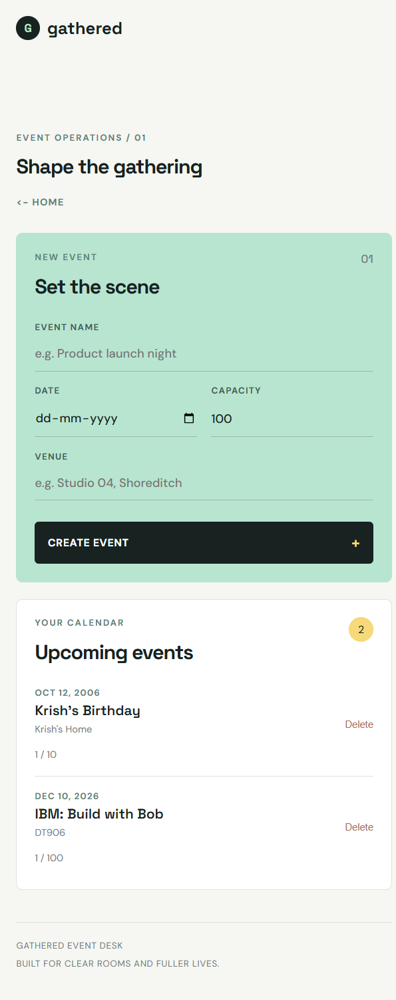 G gathered
EVENT OPERATIONS / 01
Shape the gathering
<- HOME
NEW EVENT
01
Set the scene
EVENT NAME
e.g. Product launch night
DATE CAPACITY
dd-mm-yyyy 100
VENUE
e.g. Studio 04, Shoreditch
CREATE EVENT +
YOUR CALENDAR
2
Upcoming events
OCT 12, 2006
Krish’s Birthday
Krish's Home
Delete
1 / 10
DEC 10, 2026
IBM: Build with Bob
DT906
Delete
1 / 100
GATHERED EVENT DESK
BUILT FOR CLEAR ROOMS AND FULLER LIVES.